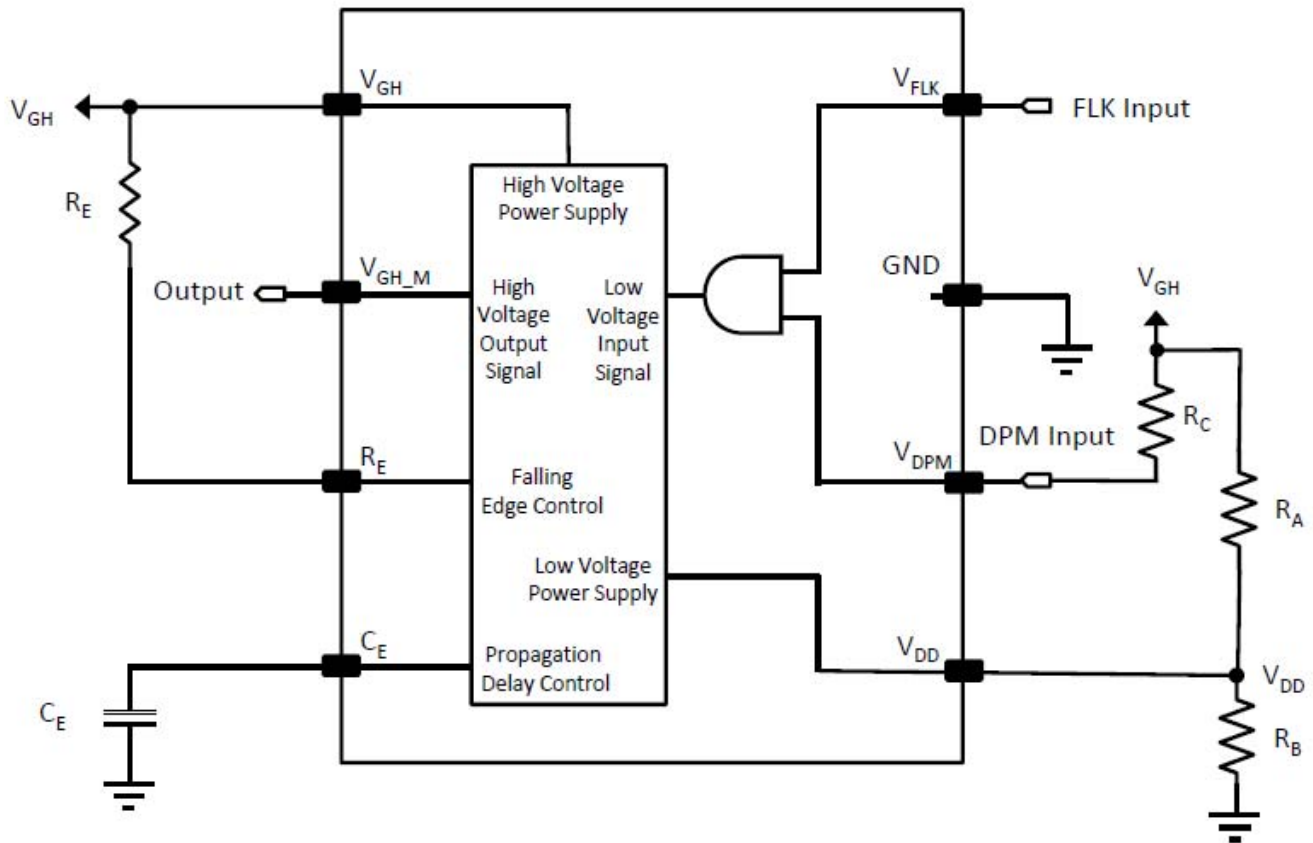 V_GH
V_FLK
V_GH
FLK Input
R_E
High Voltage
Power Supply
Output
V_GH_M
High
Voltage
Output
Signal
Low
Voltage
Input
Signal
GND
V_GH
R_C
DPM Input
V_DPM
R_E
Falling
Edge Control
R_A
Low Voltage
Power Supply
C_E
Propagation
Delay Control
V_DD
V_DD
C_E
R_B